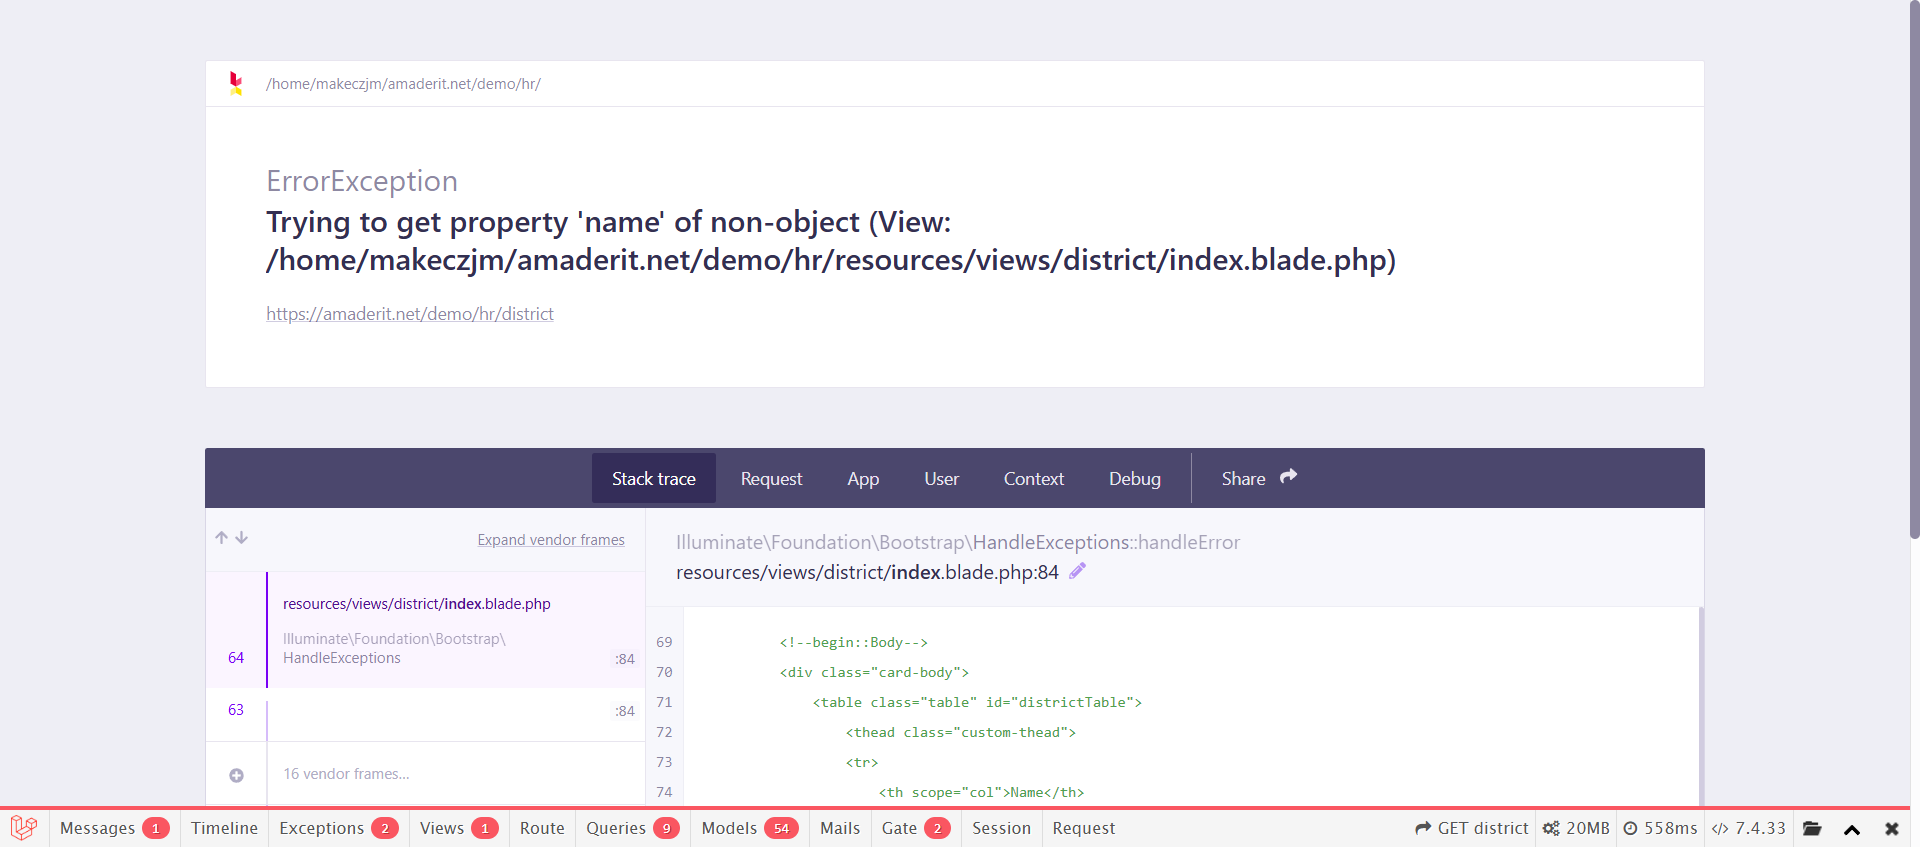 /home/makeczjm/amaderit.net/demo/hr/
ErrorException
Trying to get property 'name' of non-object (View:
/home/makeczjm/amaderit.net/demo/hr/resources/views/district/index.blade.php)
https://amaderit.net/demo/hr/district
Stack trace Request App User Context Debug Share
Expand vendor frames
resources/views/district/index.blade.php
Illuminate\Foundation\Bootstrap\
64 HandleExceptions :84
63 :84
16 vendor frames...
Illuminate\Foundation\Bootstrap\HandleExceptions::handleError
resources/views/district/index.blade.php:84
69 <!--begin::Body-->
70 <div class="card-body">
71 <table class="table" id="districtTable">
72 <thead class="custom-thead">
73 <tr>
74 <th scope="col">Name</th>
Messages 1 Timeline Exceptions 2 Views 1 Route Queries 9 Models 54 Mails Gate 2 Session Request GET district 20MB 558ms </> 7.4.33